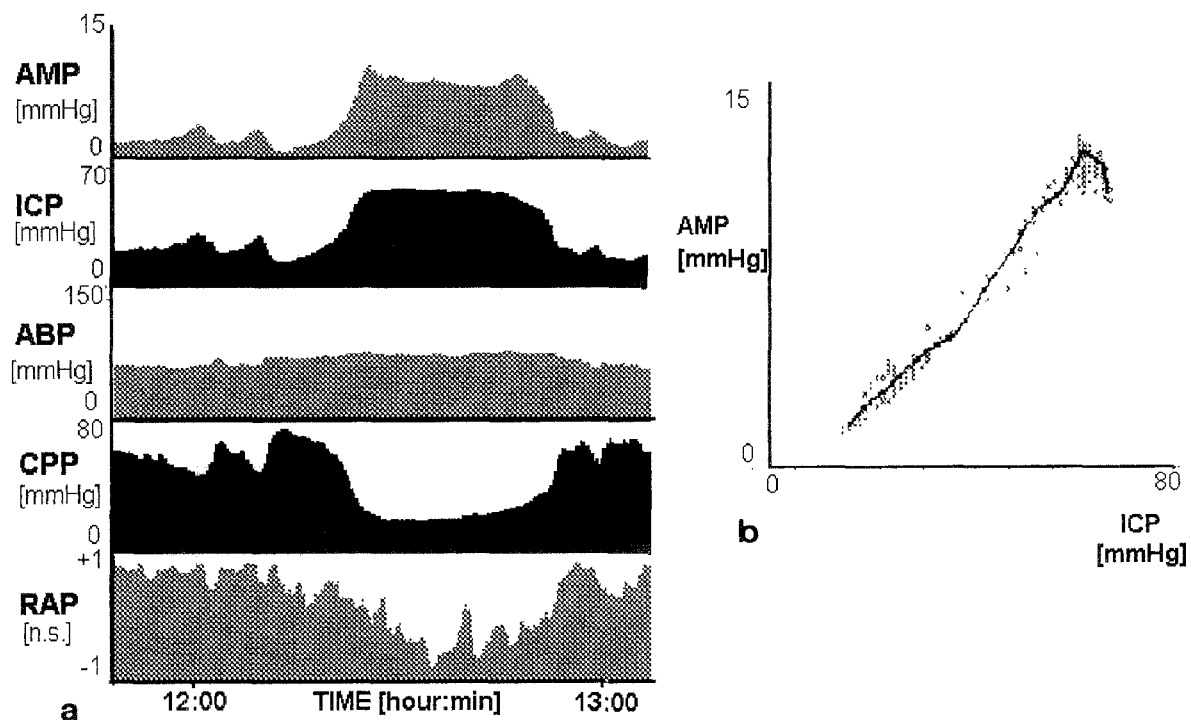 15
AMP
[mmHg]
0
70
ICP
[mmHg]
0
150
ABP
[mmHg]
0
80
CPP
[mmHg]
0
+1
RAP
[n.s.]
-1
12:00 TIME [hour:min] 13:00
a
15
AMP
[mmHg]
0
0 80
ICP
[mmHg]
b